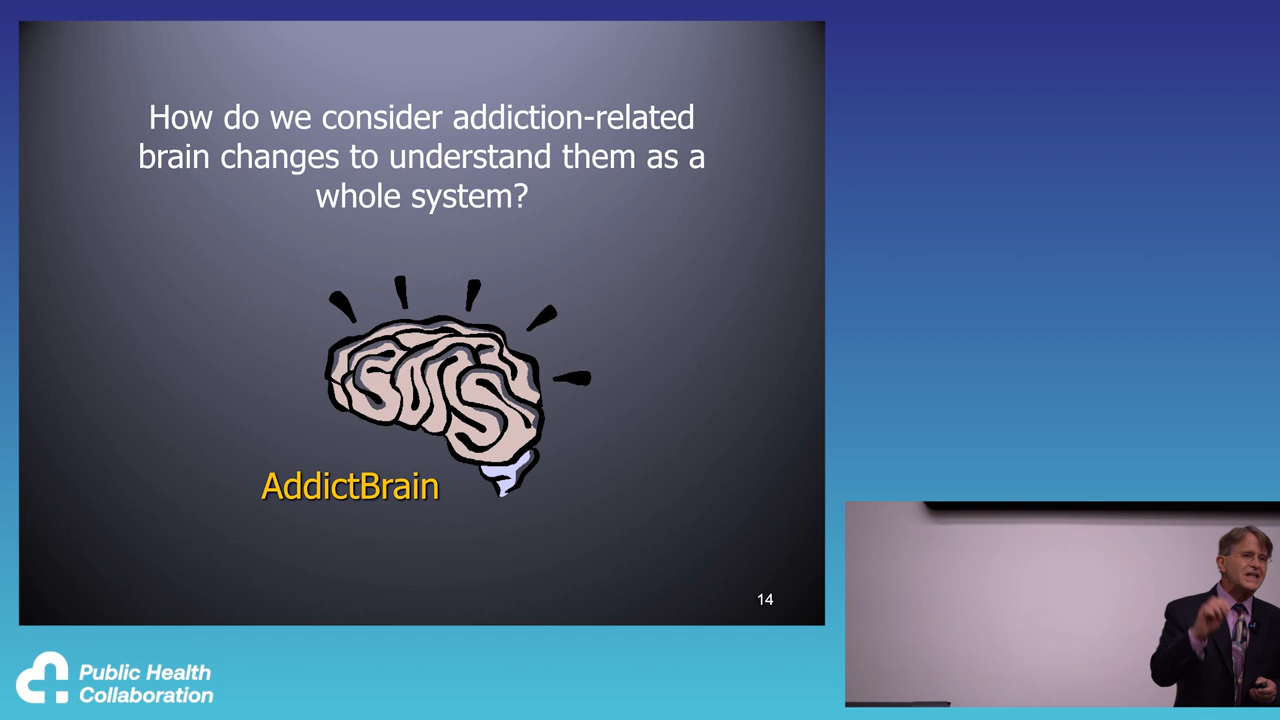 How do we consider addiction-related
brain changes to understand them as a
whole system?
AddictBrain
14
Public Health
Collaboration